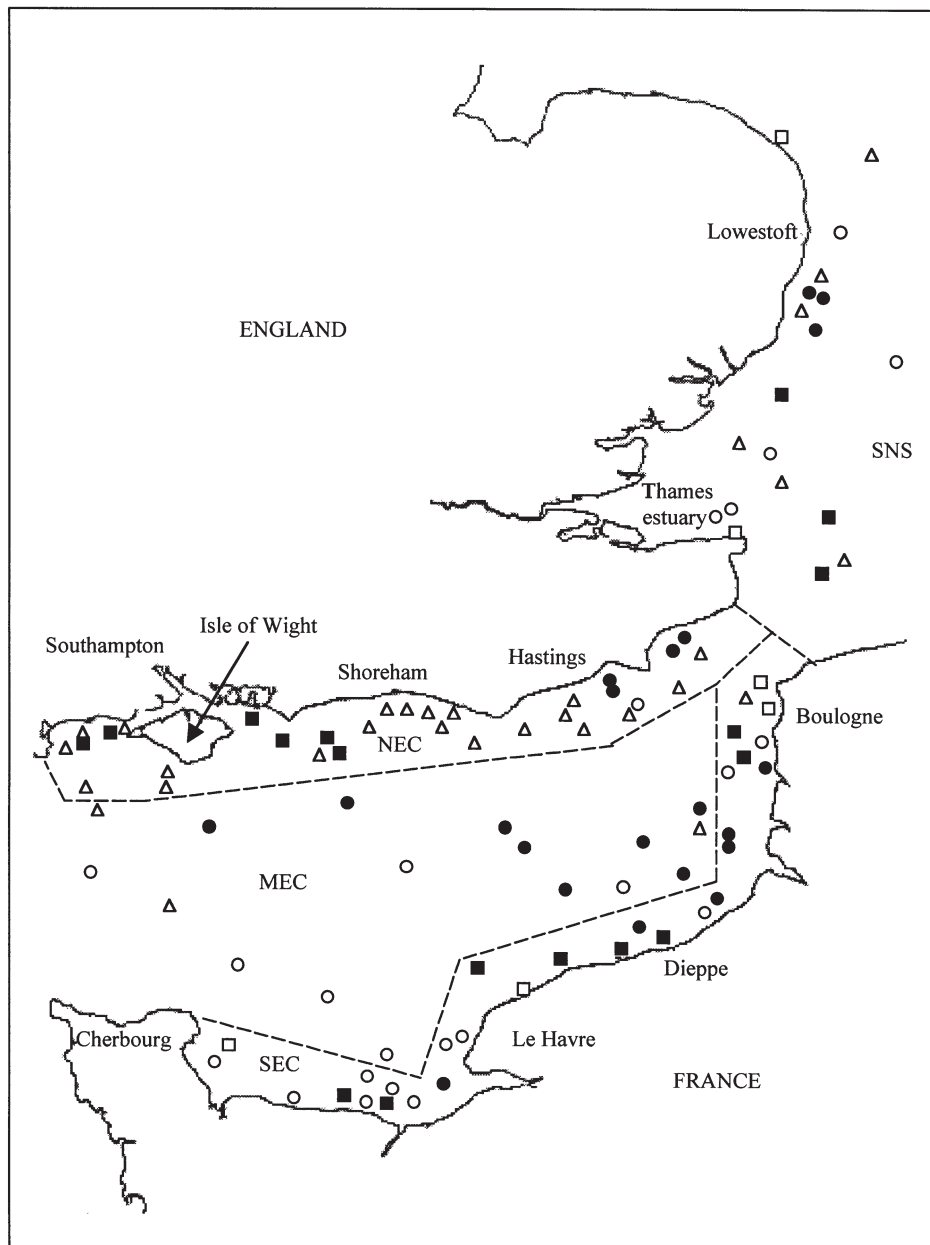 Lowestoft
ENGLAND
SNS
Thames
estuary
Isle of Wight
Southampton
Hastings
Shoreham
Boulogne
NEC
MEC
Dieppe
Cherbourg
Le Havre
SEC
FRANCE